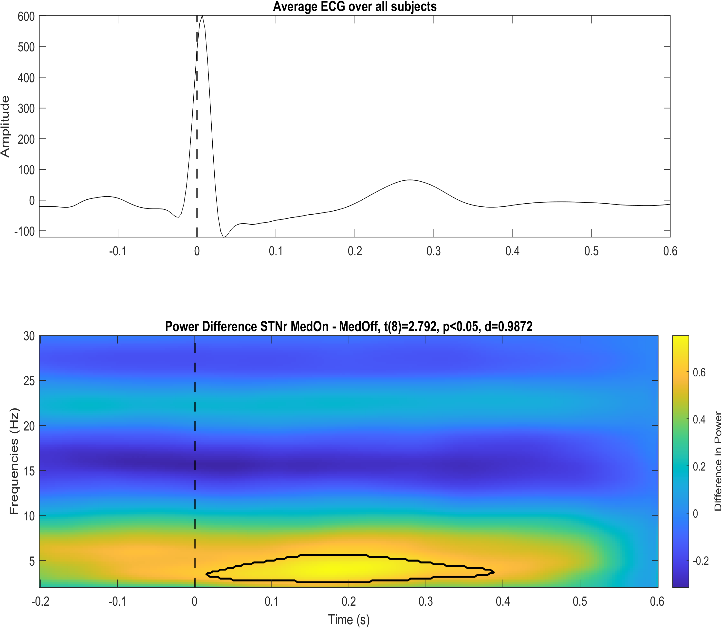 Average ECG over all subjects
600
500
400
300
200
100
0
-100
Amplitude
-0.1 0 0.1 0.2 0.3 0.4 0.5 0.6
Power Difference STNr MedOn - MedOff, t(8)=2.792, p<0.05, d=0.9872
30
25
20
15
10
5
Frequencies (Hz)
-0.2 -0.1 0 0.1 0.2 0.3 0.4 0.5 0.6
Time (s)
0.6
0.4
0.2
0
-0.2
Difference in Power